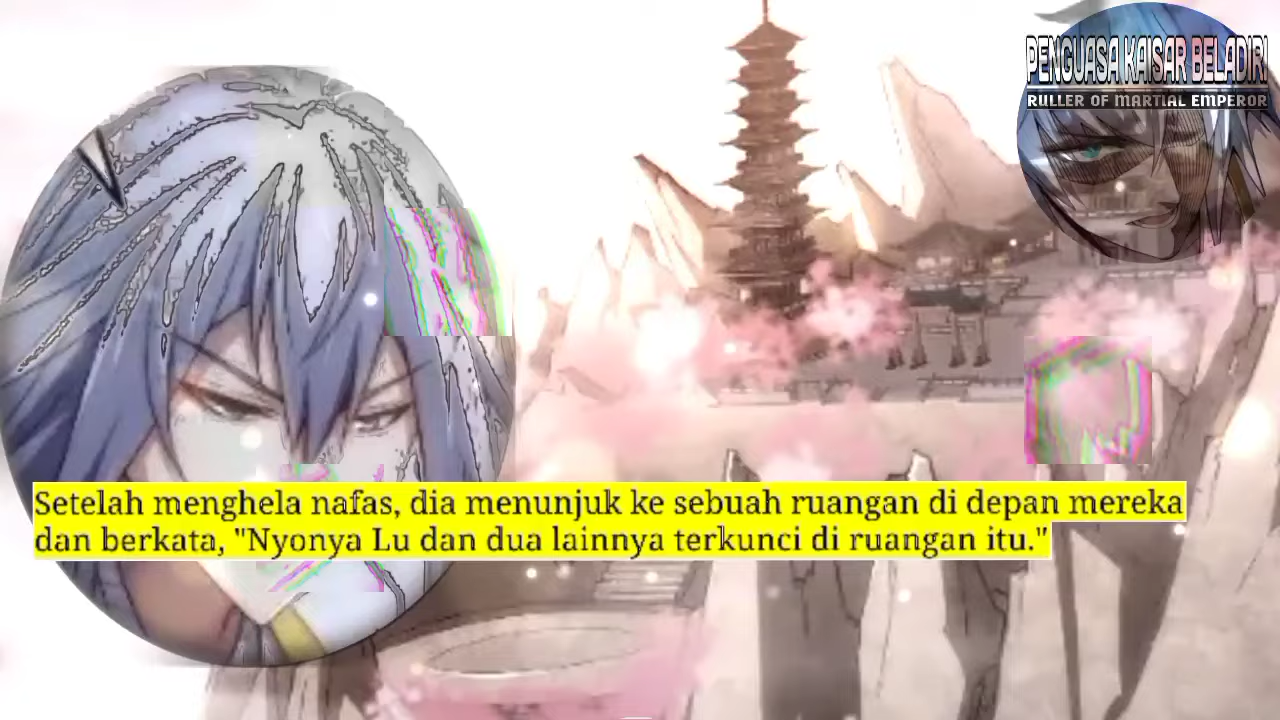 PENGUASA KAISAR BELADIRI
RULLER OF MARTIAL EMPEROR
Setelah menghela nafas, dia menunjuk ke sebuah ruangan di depan mereka
dan berkata, "Nyonya Lu dan dua lainnya terkunci di ruangan itu."